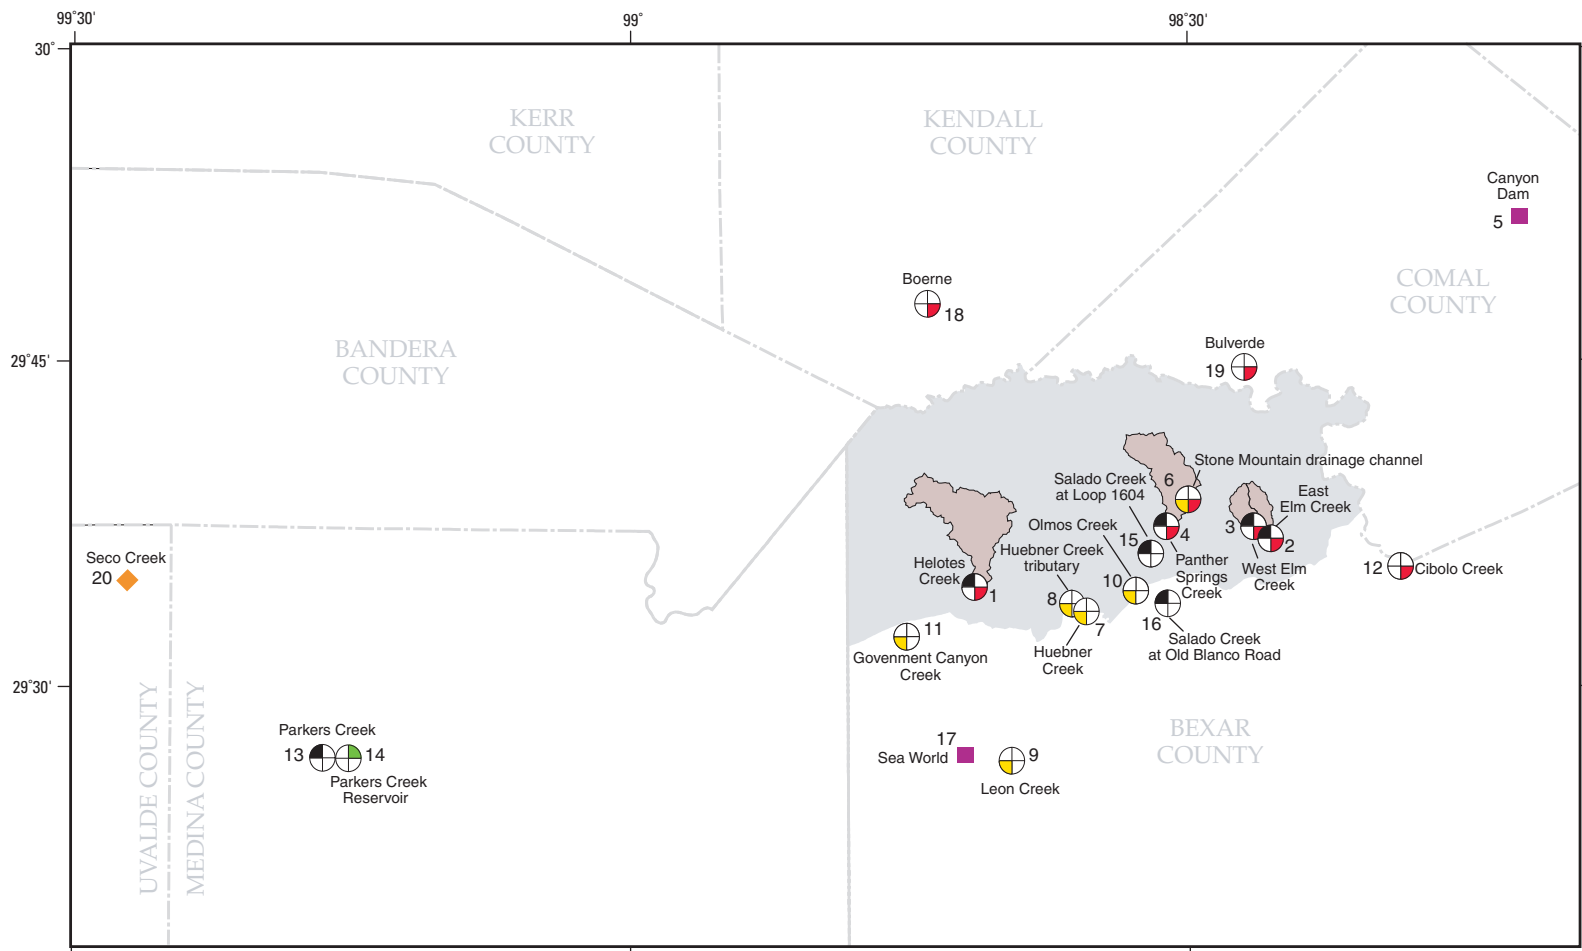 99°30'
99°
98°30'
30°
KERR
COUNTY
KENDALL
COUNTY
Canyon
Dam
5
COMAL
COUNTY
Boerne
18
29°45'
BANDERA
COUNTY
Bulverde
19
Stone Mountain drainage channel
6
Salado Creek
at Loop 1604
East
Elm Creek
Olmos Creek
15
4
3
2
Huebner Creek
tributary
Panther
Springs
Creek
West Elm
Creek
12
Cibolo Creek
Helotes
Creek
1
Seco Creek
20
10
8
7
16
Salado Creek
at Old Blanco Road
11
Govenment Canyon
Creek
Huebner
Creek
29°30'
UVALDE COUNTY
MEDINA COUNTY
Parkers Creek
13
14
Parkers Creek
Reservoir
17
Sea World
9
Leon Creek
BEXAR
COUNTY